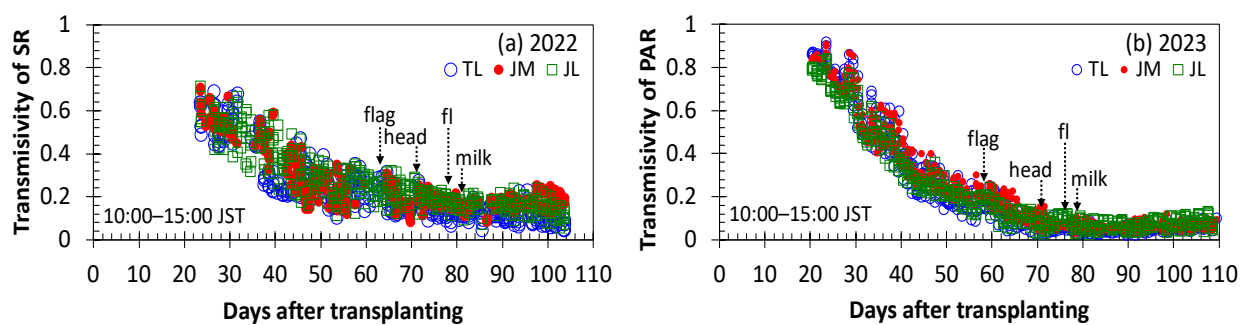 1
0.8
0.6
0.4
0.2
0
Transmisivity of SR
(a) 2022
TL JM JL
flag
head
fl
milk
10:00–15:00 JST
0 10 20 30 40 50 60 70 80 90 100 110
Days after transplanting
1
0.8
0.6
0.4
0.2
0
Transmisivity of PAR
(b) 2023
TL JM JL
flag
head
fl
milk
10:00–15:00 JST
0 10 20 30 40 50 60 70 80 90 100 110
Days after transplanting